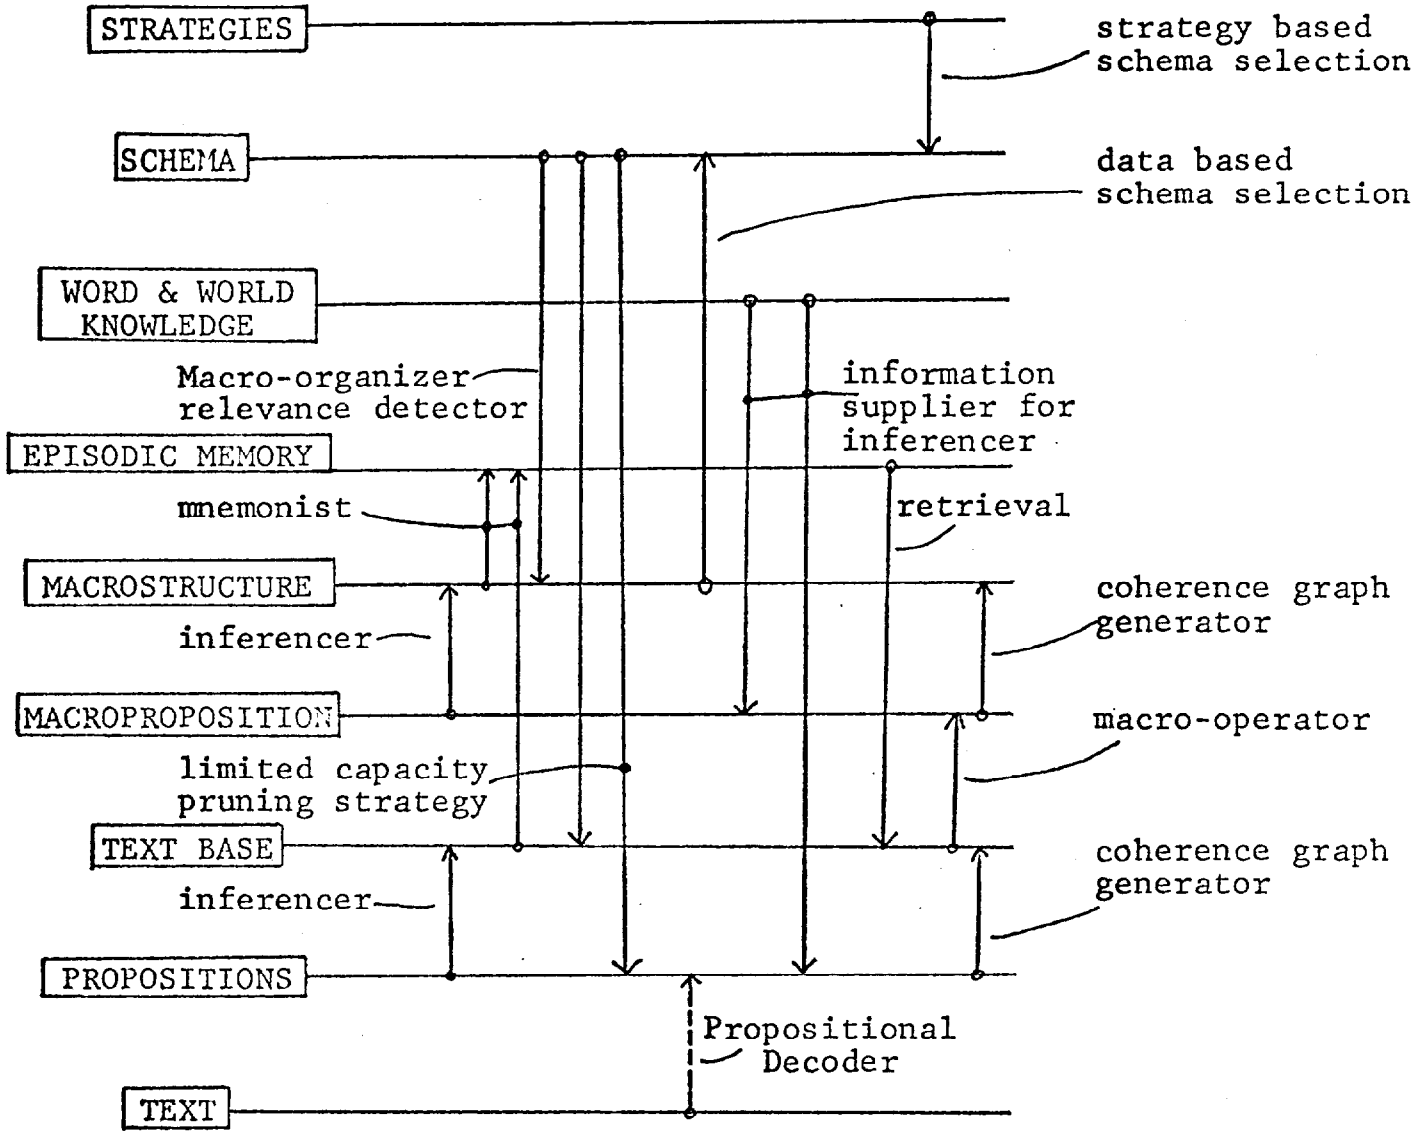 STRATEGIES
strategy based
schema selection
SCHEMA
data based
schema selection
WORD & WORLD
KNOWLEDGE
Macro-organizer
relevance detector
information
supplier for
inferencer
EPISODIC MEMORY
mnemonist
retrieval
MACROSTRUCTURE
coherence graph
generator
inferencer
MACROPROPOSITION
macro-operator
limited capacity
pruning strategy
TEXT BASE
coherence graph
generator
inferencer
PROPOSITIONS
Propositional
Decoder
TEXT